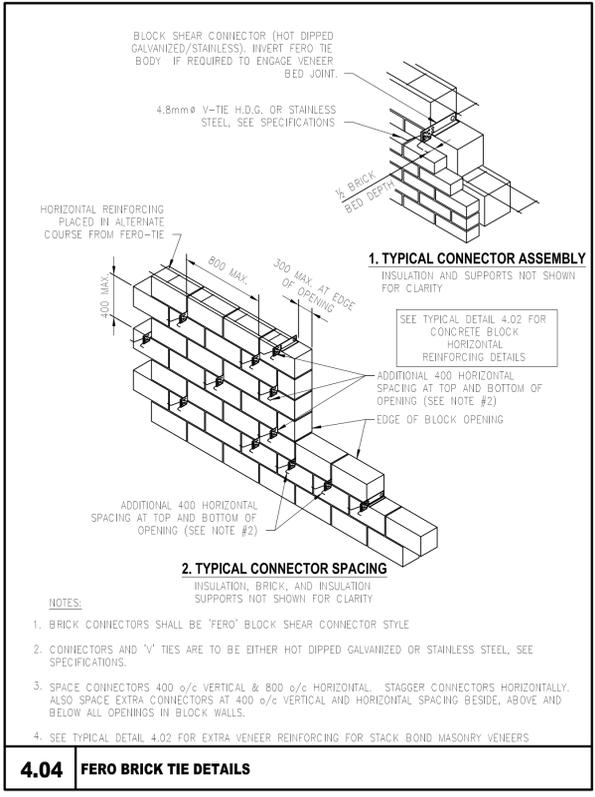 BLOCK SHEAR CONNECTOR (HOT DIPPED
GALVANIZED/STAINLESS). INVERT FERO TIE
BODY IF REQUIRED TO ENGAGE VENEER
BED JOINT.
4.8mmø V-TIE H.D.G. OR STAINLESS
STEEL, SEE SPECIFICATIONS
½ BRICK
BED DEPTH
1. TYPICAL CONNECTOR ASSEMBLY
INSULATION AND SUPPORTS NOT SHOWN
FOR CLARITY
HORIZONTAL REINFORCING
PLACED IN ALTERNATE
COURSE FROM FERO-TIE
800 MAX.
300 MAX. AT EDGE
OF OPENING
400 MAX.
SEE TYPICAL DETAIL 4.02 FOR
CONCRETE BLOCK
HORIZONTAL
REINFORCING DETAILS
ADDITIONAL 400 HORIZONTAL
SPACING AT TOP AND BOTTOM OF
OPENING (SEE NOTE #2)
EDGE OF BLOCK OPENING
ADDITIONAL 400 HORIZONTAL
SPACING AT TOP AND BOTTOM OF
OPENING (SEE NOTE #2)
2. TYPICAL CONNECTOR SPACING
INSULATION, BRICK, AND INSULATION
SUPPORTS NOT SHOWN FOR CLARITY
NOTES:
1. BRICK CONNECTORS SHALL BE 'FERO' BLOCK SHEAR CONNECTOR STYLE
2. CONNECTORS AND 'V' TIES ARE TO BE EITHER HOT DIPPED GALVANIZED OR STAINLESS STEEL, SEE
SPECIFICATIONS.
3. SPACE CONNECTORS 400 o/c VERTICAL & 800 o/c HORIZONTAL. STAGGER CONNECTORS HORIZONTALLY.
ALSO SPACE EXTRA CONNECTORS AT 400 o/c VERTICAL AND HORIZONTAL SPACING BESIDE, ABOVE AND
BELOW ALL OPENINGS IN BLOCK WALLS.
4. SEE TYPICAL DETAIL 4.02 FOR EXTRA VENEER REINFORCING FOR STACK BOND MASONRY VENEERS
4.04 FERO BRICK TIE DETAILS